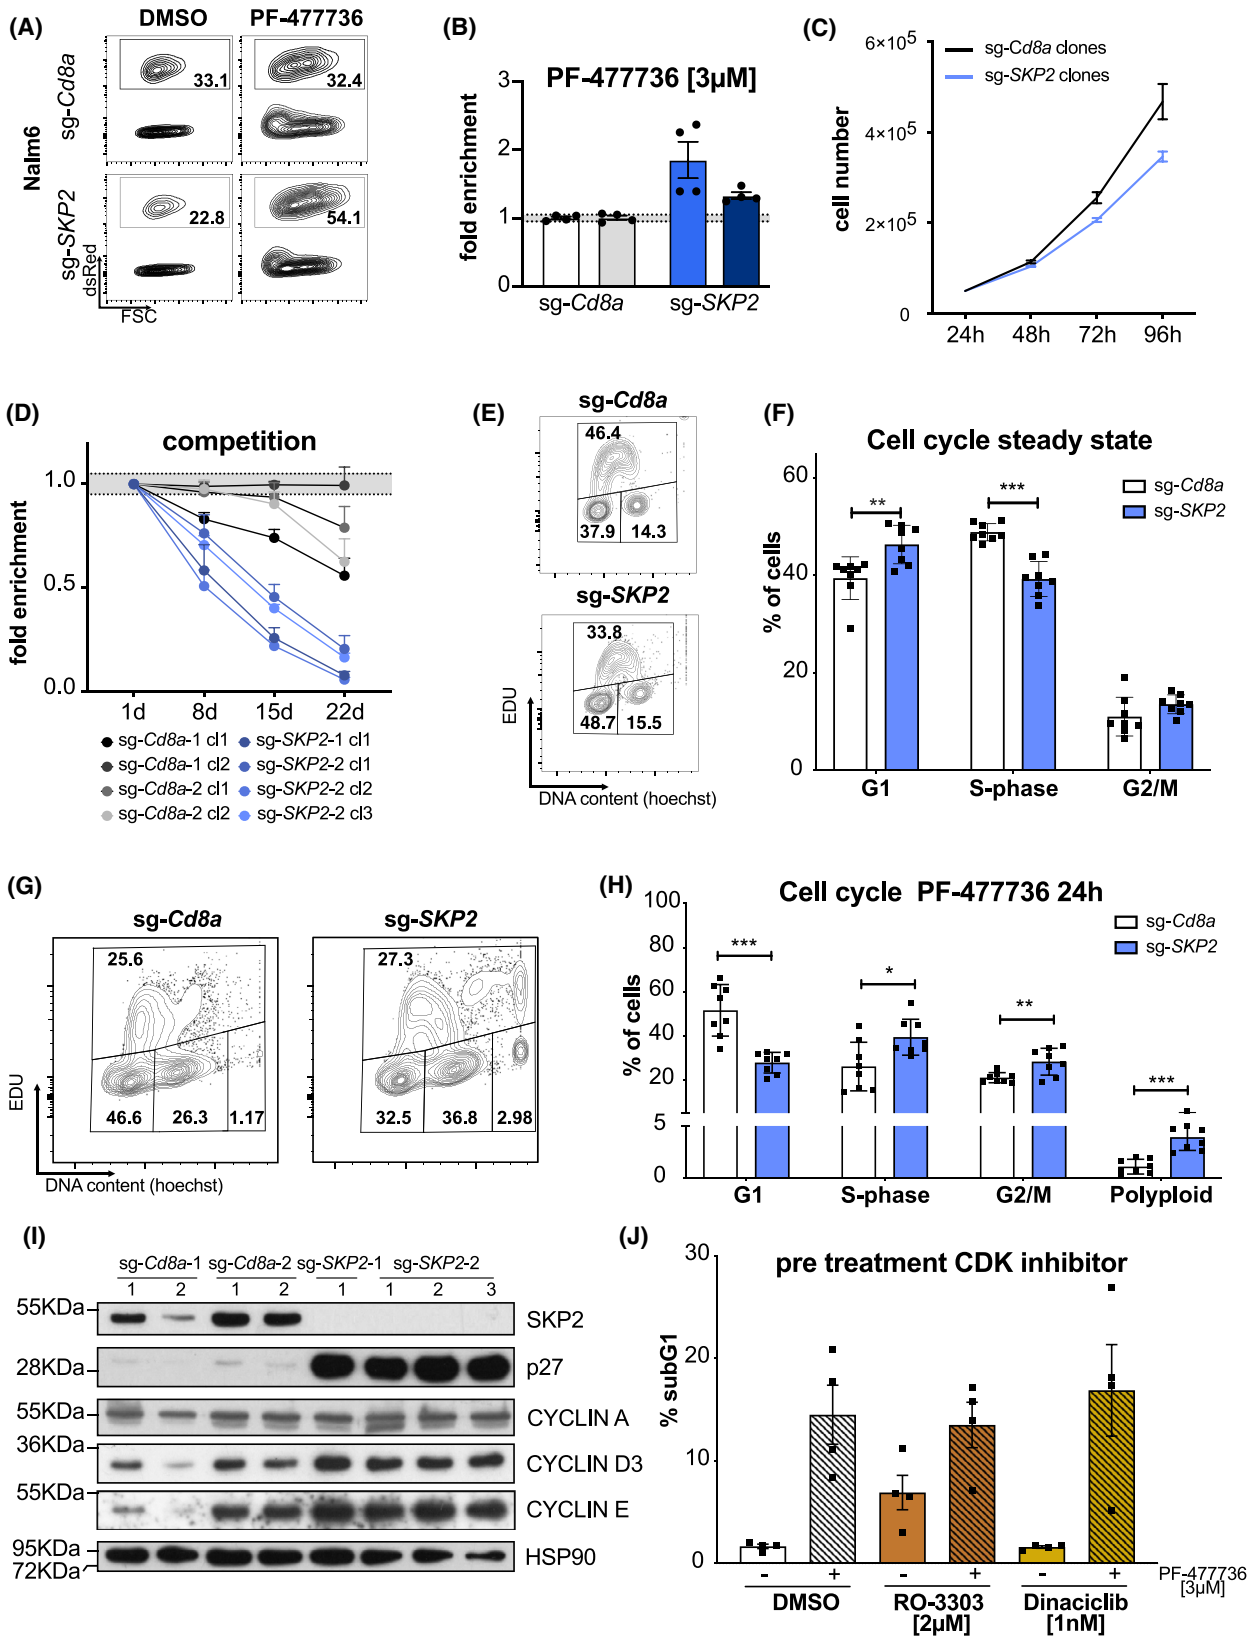 (A)
DMSO
PF-477736
Nalm6
sg-Cd8a
33.1
32.4
sg-SKP2
22.8
54.1
dsRed
FSC
(B)
PF-477736 [3µM]
fold enrichment
3
2
1
0
sg-Cd8a
sg-SKP2
(C)
sg-Cd8a clones
sg-SKP2 clones
cell number
6×10⁵
4×10⁵
2×10⁵
0
24h
48h
72h
96h
(D)
competition
fold enrichment
1.0
0.5
0.0
1d
8d
15d
22d
sg-Cd8a-1 cl1
sg-SKP2-1 cl1
sg-Cd8a-1 cl2
sg-SKP2-2 cl1
sg-Cd8a-2 cl1
sg-SKP2-2 cl2
sg-Cd8a-2 cl2
sg-SKP2-2 cl3
(E)
sg-Cd8a
46.4
37.9
14.3
sg-SKP2
33.8
48.7
15.5
EDU
DNA content (hoechst)
(F)
Cell cycle steady state
sg-Cd8a
sg-SKP2
% of cells
60
40
20
0
**
***
G1
S-phase
G2/M
(G)
sg-Cd8a
sg-SKP2
25.6
46.6
26.3
1.17
27.3
32.5
36.8
2.98
EDU
DNA content (hoechst)
(H)
Cell cycle PF-477736 24h
sg-Cd8a
sg-SKP2
% of cells
100
80
60
40
20
5
0
***
*
**
***
G1
S-phase
G2/M
Polyploid
(I)
sg-Cd8a-1
sg-Cd8a-2
sg-SKP2-1
sg-SKP2-2
1 2 1 2 1 1 2 3
55KDa
SKP2
28KDa
p27
55KDa
CYCLIN A
36KDa
CYCLIN D3
55KDa
CYCLIN E
95KDa
72KDa
HSP90
(J)
pre treatment CDK inhibitor
% subG1
30
20
10
0
- + - + - +
PF-477736
[3µM]
DMSO
RO-3303
[2µM]
Dinaciclib
[1nM]